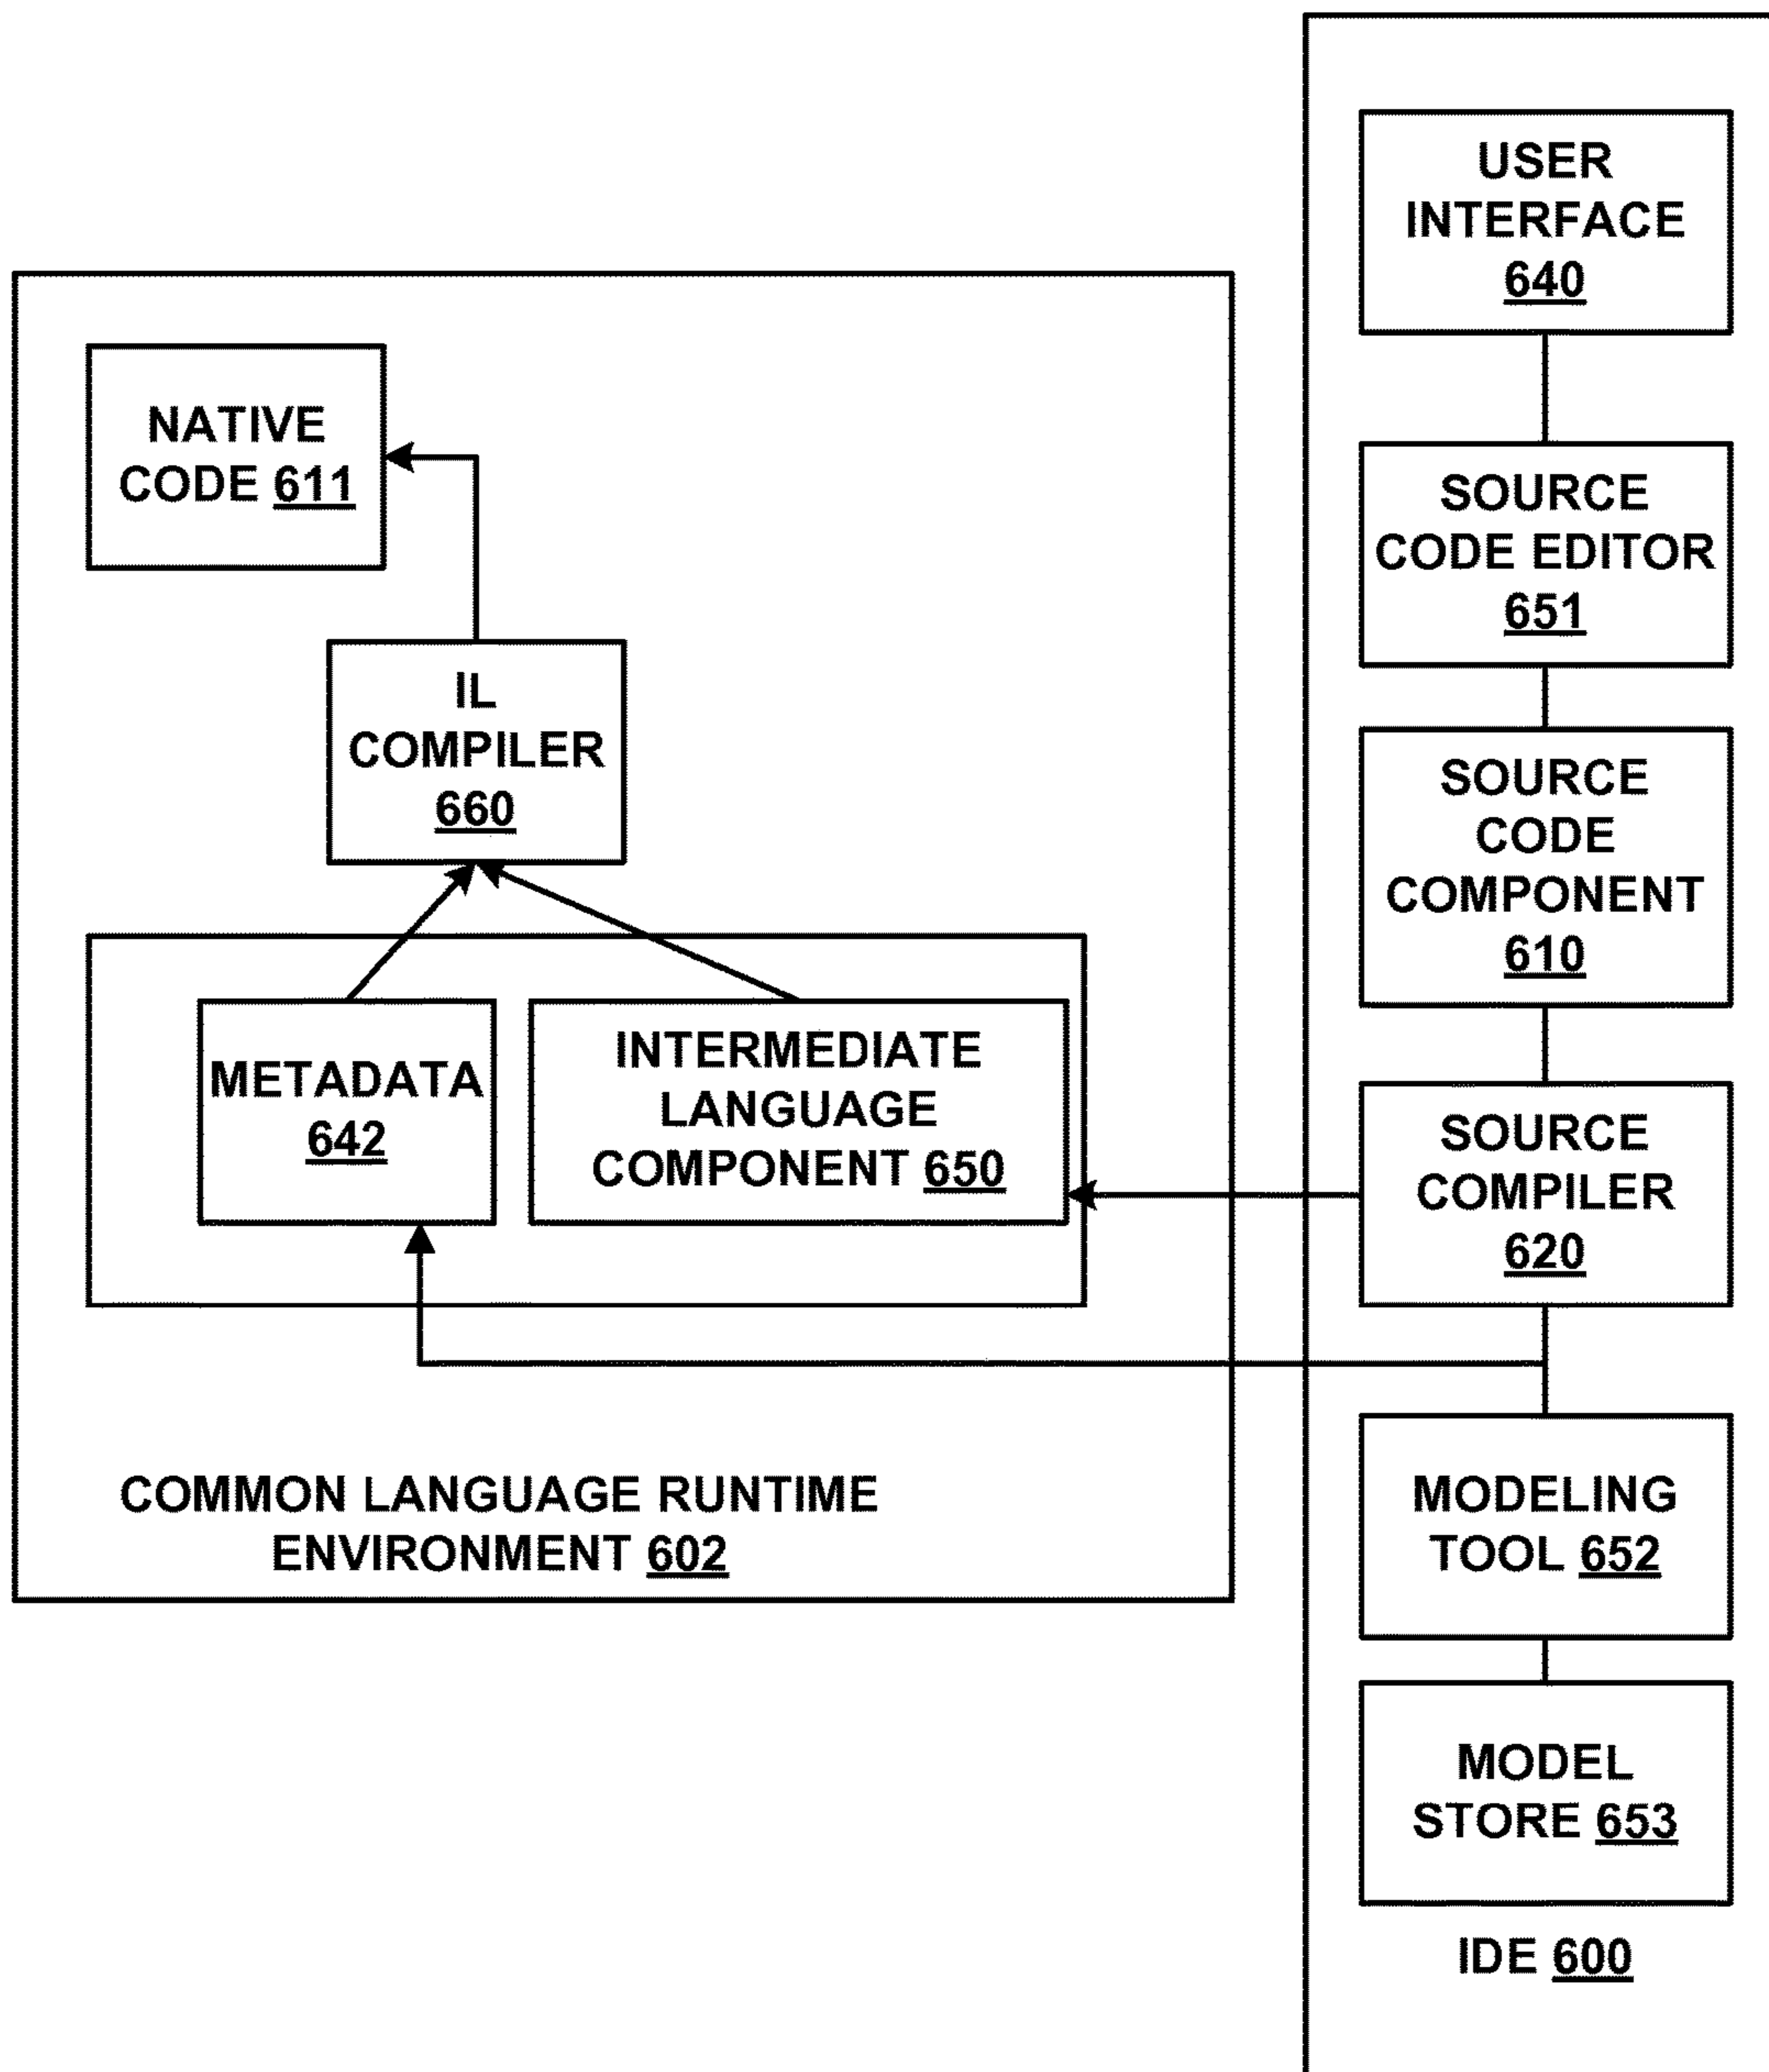 USER
INTERFACE
640
NATIVE
CODE 611
SOURCE
CODE EDITOR
651
IL
COMPILER
660
SOURCE
CODE
COMPONENT
610
METADATA
642
INTERMEDIATE
LANGUAGE
COMPONENT 650
SOURCE
COMPILER
620
COMMON LANGUAGE RUNTIME
ENVIRONMENT 602
MODELING
TOOL 652
MODEL
STORE 653
IDE 600